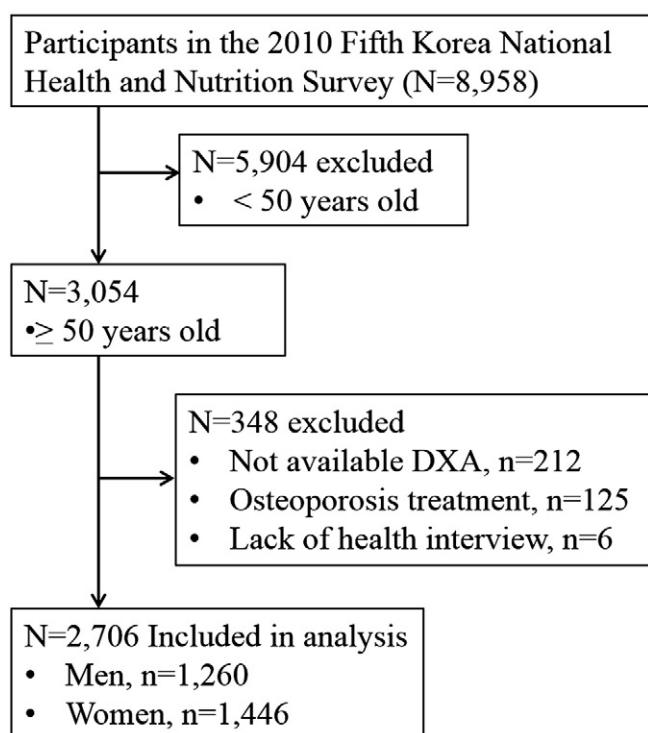 Participants in the 2010 Fifth Korea National
Health and Nutrition Survey (N=8,958)
N=5,904 excluded
• < 50 years old
N=3,054
•≥ 50 years old
N=348 excluded
• Not available DXA, n=212
• Osteoporosis treatment, n=125
• Lack of health interview, n=6
N=2,706 Included in analysis
• Men, n=1,260
• Women, n=1,446